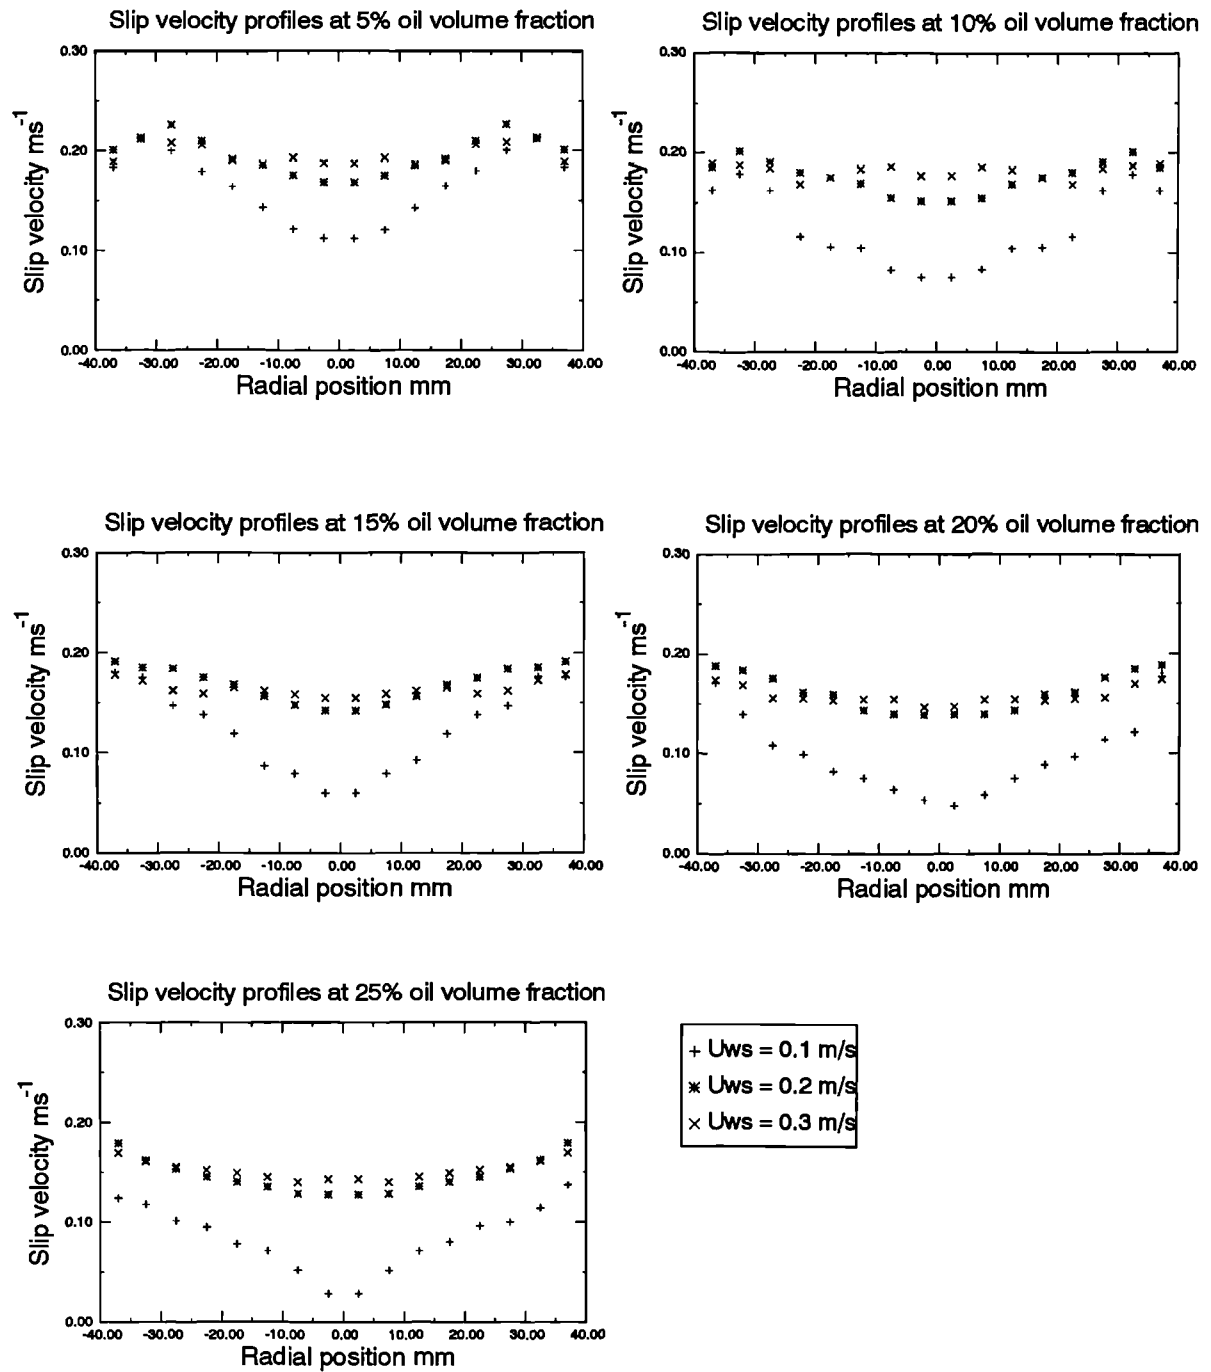 Slip velocity profiles at 5% oil volume fraction
0.30
0.20
0.10
0.00
Slip velocity ms-1
-40.00 -30.00 -20.00 -10.00 0.00 10.00 20.00 30.00 40.00
Radial position mm
Slip velocity profiles at 10% oil volume fraction
0.30
0.20
0.10
0.00
Slip velocity ms-1
-40.00 -30.00 -20.00 -10.00 0.00 10.00 20.00 30.00 40.00
Radial position mm
Slip velocity profiles at 15% oil volume fraction
0.30
0.20
0.10
0.00
Slip velocity ms-1
-40.00 -30.00 -20.00 -10.00 0.00 10.00 20.00 30.00 40.00
Radial position mm
Slip velocity profiles at 20% oil volume fraction
0.30
0.20
0.10
0.00
Slip velocity ms-1
-40.00 -30.00 -20.00 -10.00 0.00 10.00 20.00 30.00 40.00
Radial position mm
Slip velocity profiles at 25% oil volume fraction
0.30
0.20
0.10
0.00
Slip velocity ms-1
-40.00 -30.00 -20.00 -10.00 0.00 10.00 20.00 30.00 40.00
Radial position mm
Uws = 0.1 m/s
Uws = 0.2 m/s
Uws = 0.3 m/s